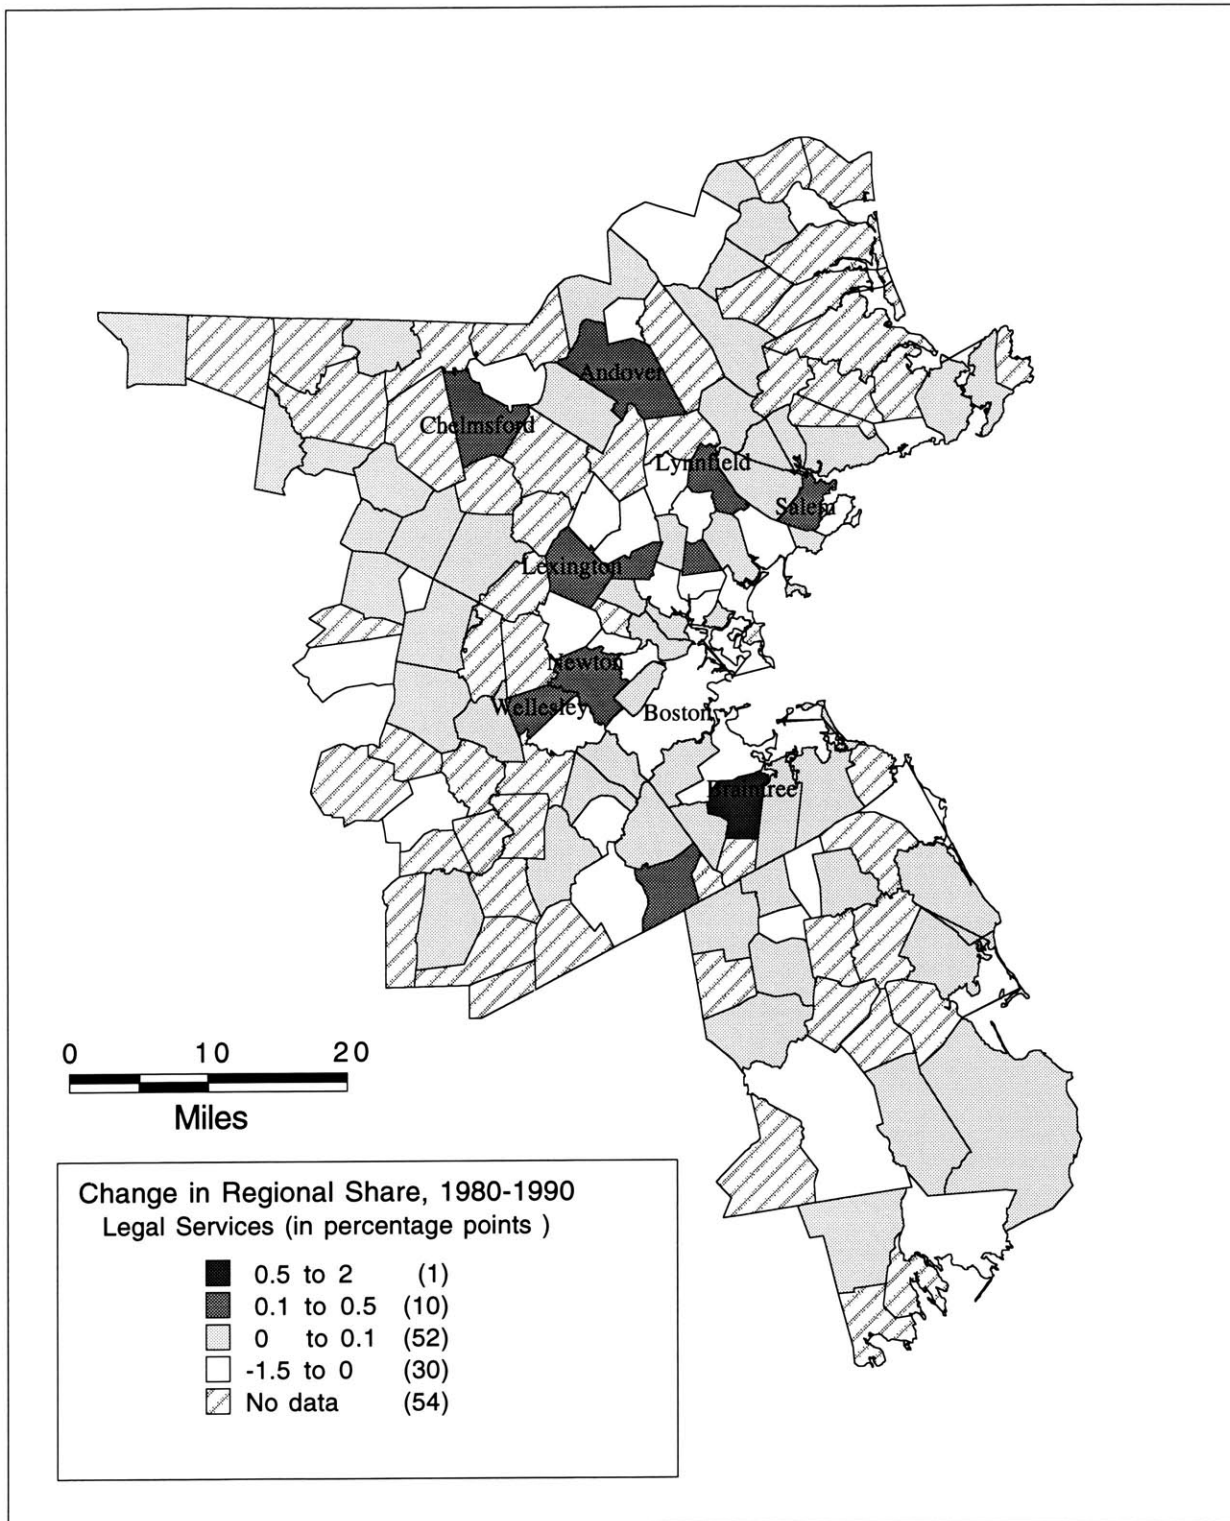 Andover
Chelmsford
Lynnfield
Salem
Lexington
Newton
Wellesley
Boston
Braintree
0 10 20
Miles
Change in Regional Share, 1980-1990
Legal Services (in percentage points )
0.5 to 2 (1)
0.1 to 0.5 (10)
0 to 0.1 (52)
-1.5 to 0 (30)
No data (54)